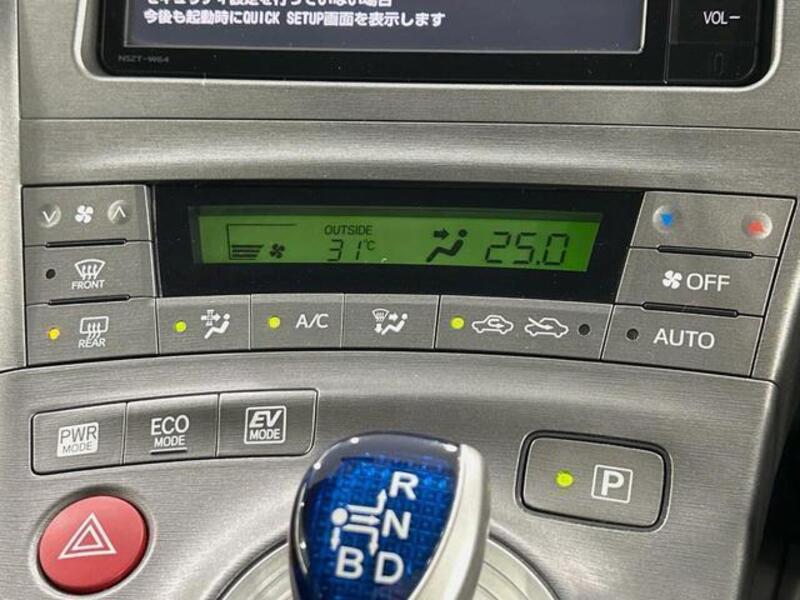 今後も起動時にQUICK SETUP画面を表示します
NSZT-W64
VOL−
OUTSIDE
31℃
25.0
FRONT
OFF
REAR
A/C
AUTO
PWR
MODE
ECO
MODE
EV
MODE
P
R
N
B D